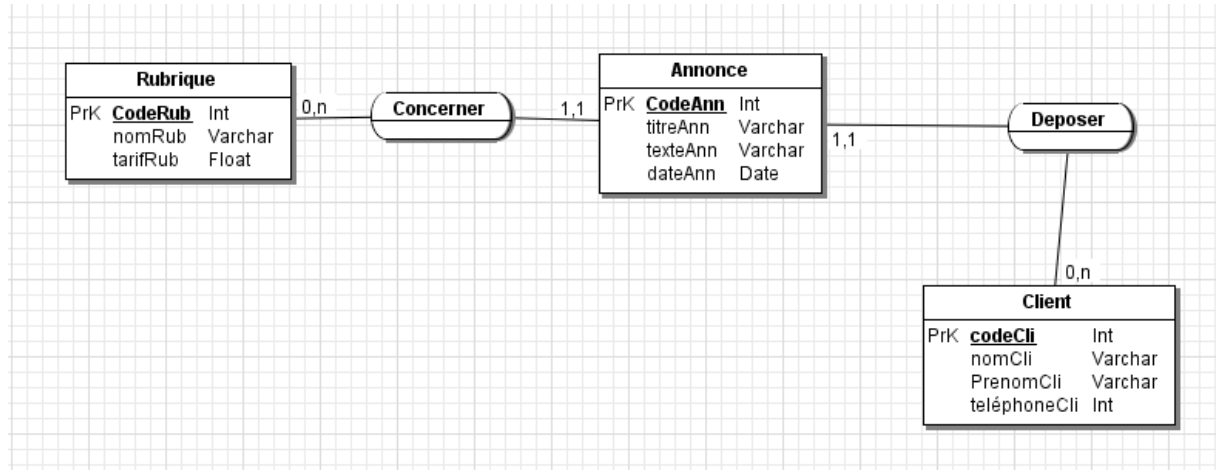 Rubrique
PrK CodeRub Int
nomRub Varchar
tarifRub Float
0,n
Concerner
1,1
Annonce
PrK CodeAnn Int
titreAnn Varchar
texteAnn Varchar
dateAnn Date
1,1
Deposer
0,n
Client
PrK codeCli Int
nomCli Varchar
PrenomCli Varchar
teléphoneCli Int